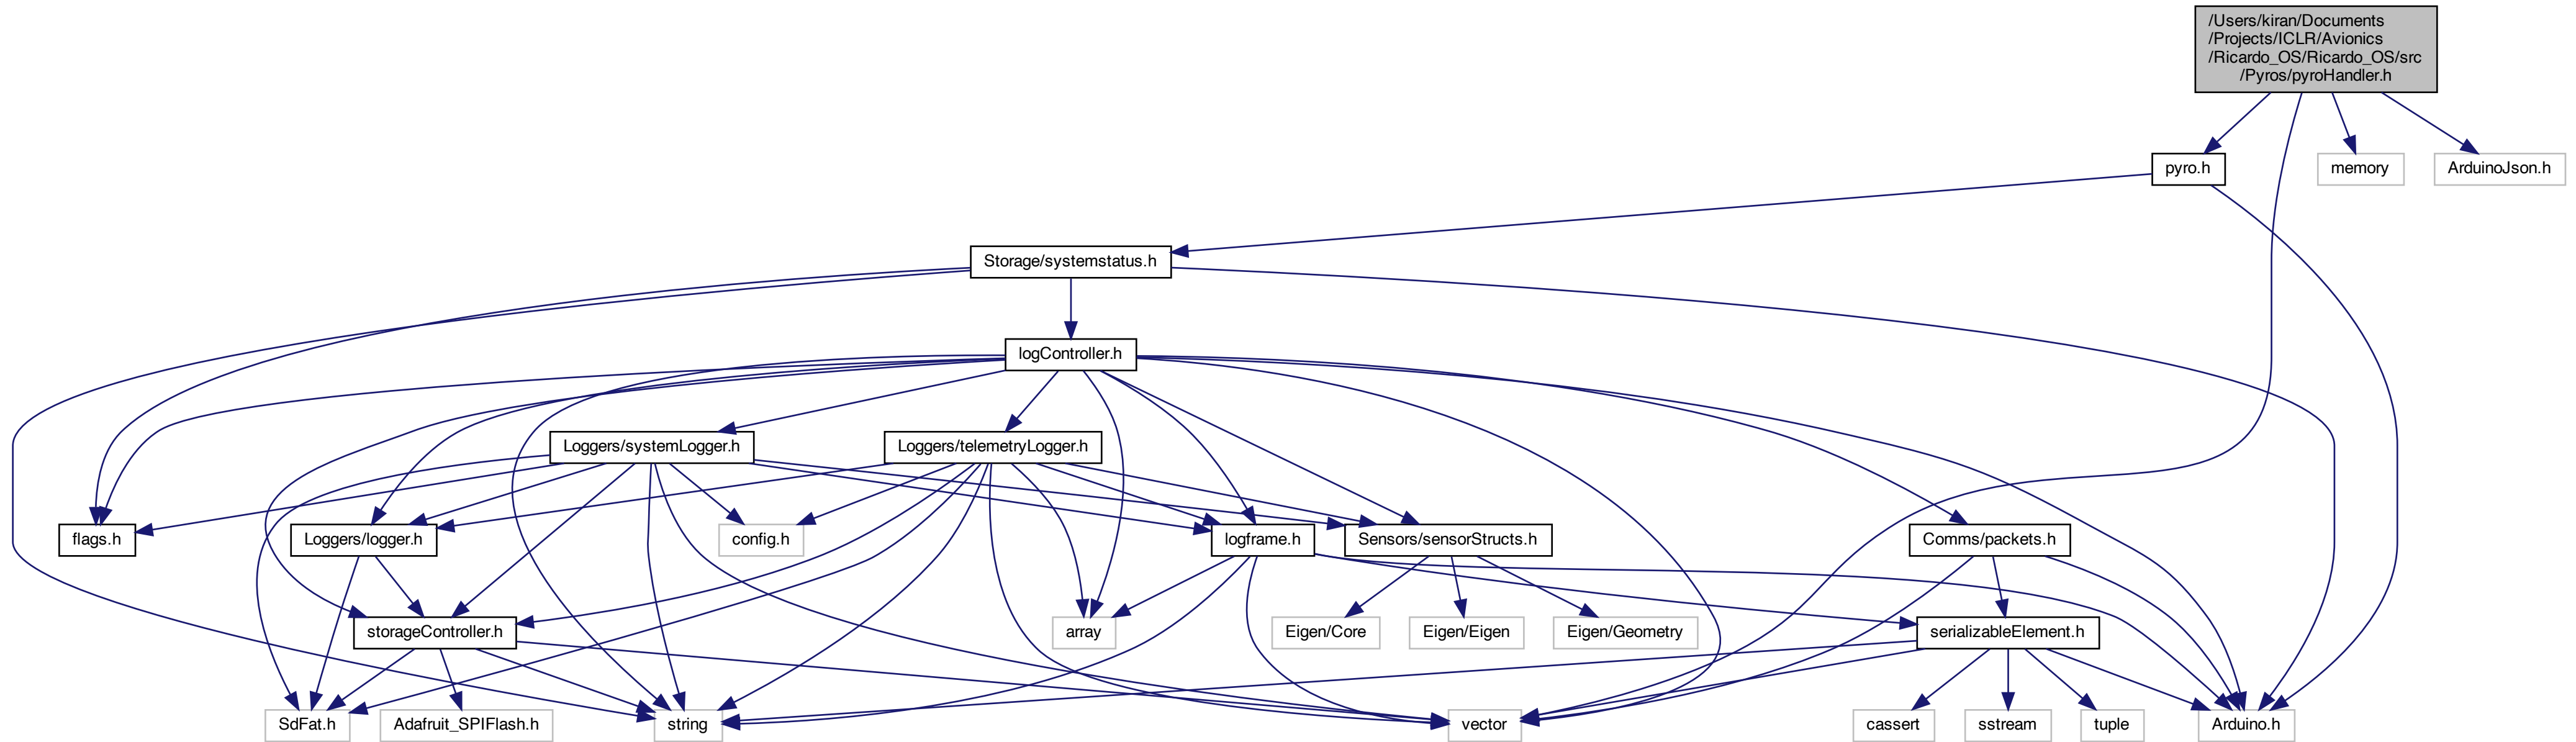 /Users/kiran/Documents
/Projects/ICLR/Avionics
/Ricardo_OS/Ricardo_OS/src
/Pyros/pyroHandler.h
pyro.h
memory
ArduinoJson.h
Storage/systemstatus.h
logController.h
Loggers/systemLogger.h
Loggers/telemetryLogger.h
flags.h
Loggers/logger.h
config.h
logframe.h
Sensors/sensorStructs.h
Comms/packets.h
storageController.h
array
Eigen/Core
Eigen/Eigen
Eigen/Geometry
serializableElement.h
SdFat.h
Adafruit_SPIFlash.h
string
vector
cassert
sstream
tuple
Arduino.h